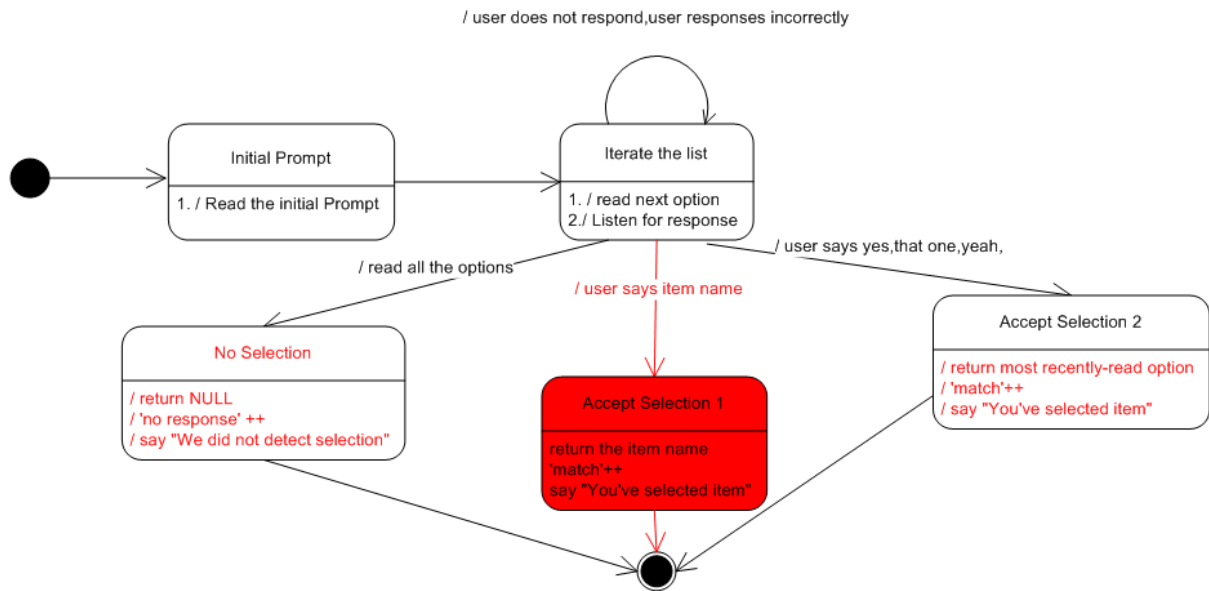 / user does not respond,user responses incorrectly
Initial Prompt
1. / Read the initial Prompt
Iterate the list
1. / read next option
2./ Listen for response
/ read all the options
/ user says item name
/ user says yes,that one,yeah,
No Selection
/ return NULL
/ 'no response' ++
/ say "We did not detect selection"
Accept Selection 1
return the item name
'match'++
say "You've selected item"
Accept Selection 2
/ return most recently-read option
/ 'match'++
/ say "You've selected item"